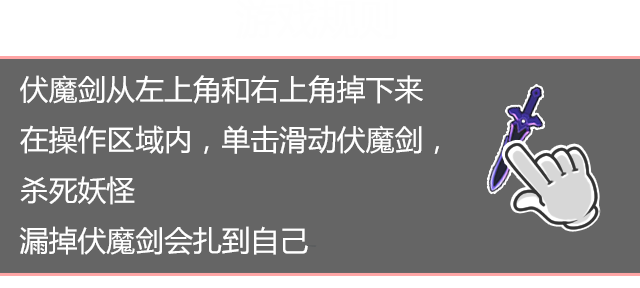 伏魔剑从左上角和右上角掉下来
在操作区域内，单击滑动伏魔剑，
杀死妖怪
漏掉伏魔剑会扎到自己